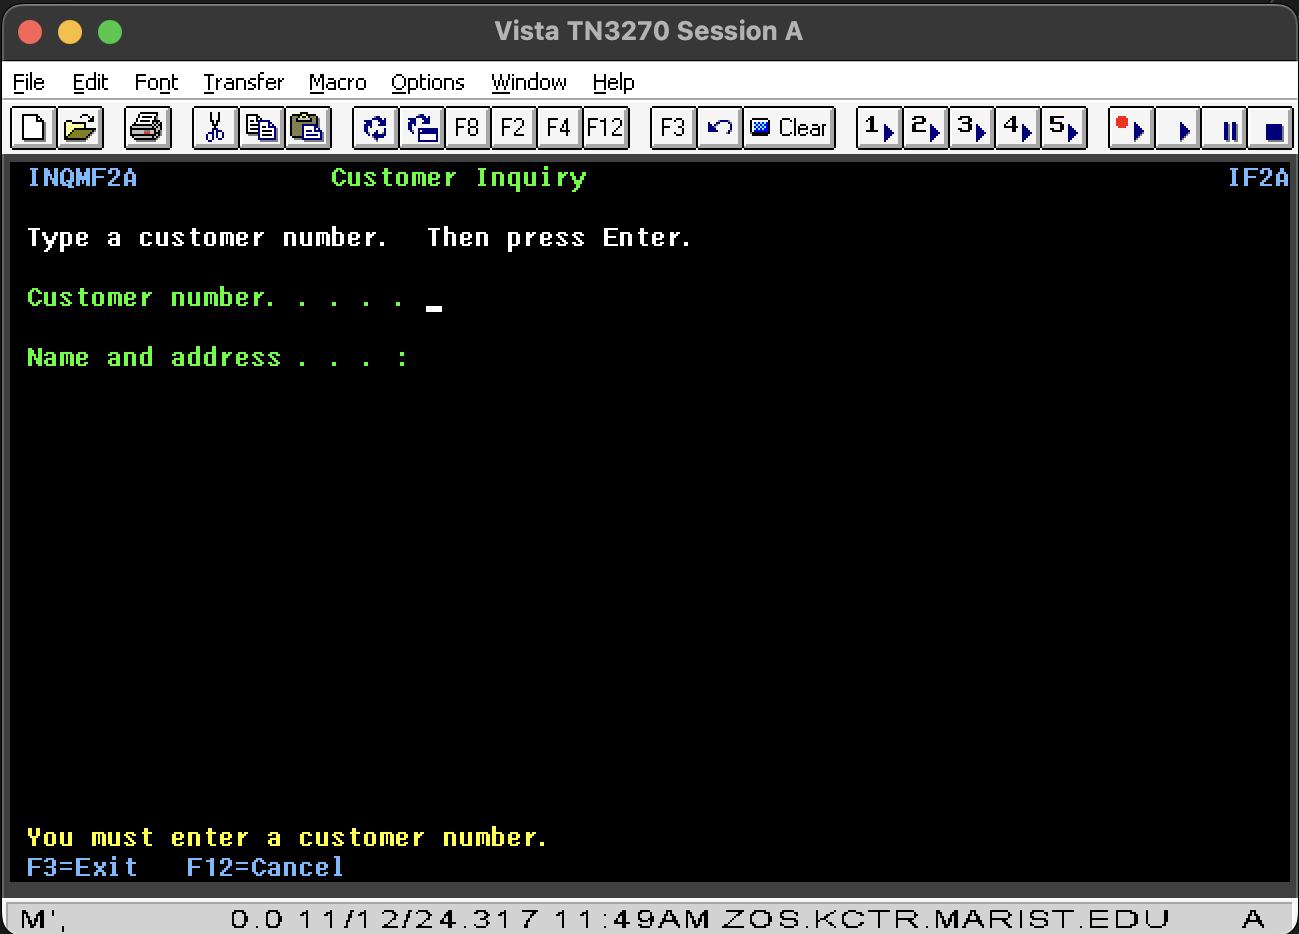 Vista TN3270 Session A
File Edit Font Transfer Macro Options Window Help
F8 F2 F4 F12 F3 Clear 1 2 3 4 5
INQMF2A Customer Inquiry IF2A
Type a customer number. Then press Enter.
Customer number. . . . . _
Name and address . . . :
You must enter a customer number.
F3=Exit F12=Cancel
M', 0.0 11/12/24.317 11:49AM ZOS.KCTR.MARIST.EDU A